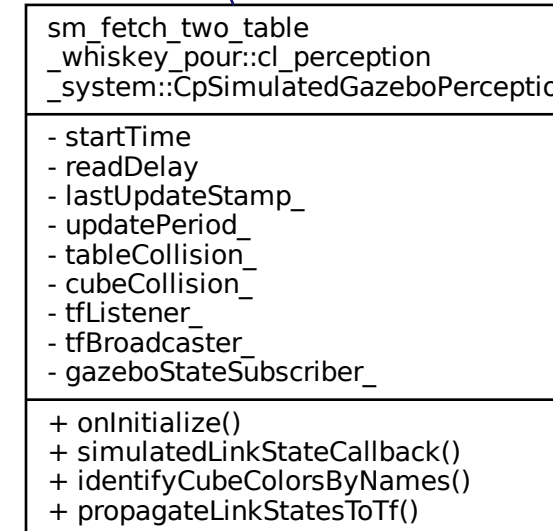 sm_fetch_two_table
_whiskey_pour::cl_perception
_system::CpSimulatedGazeboPerceptio
- startTime
- readDelay
- lastUpdateStamp_
- updatePeriod_
- tableCollision_
- cubeCollision_
- tfListener_
- tfBroadcaster_
- gazeboStateSubscriber_
+ onInitialize()
+ simulatedLinkStateCallback()
+ identifyCubeColorsByNames()
+ propagateLinkStatesToTf()